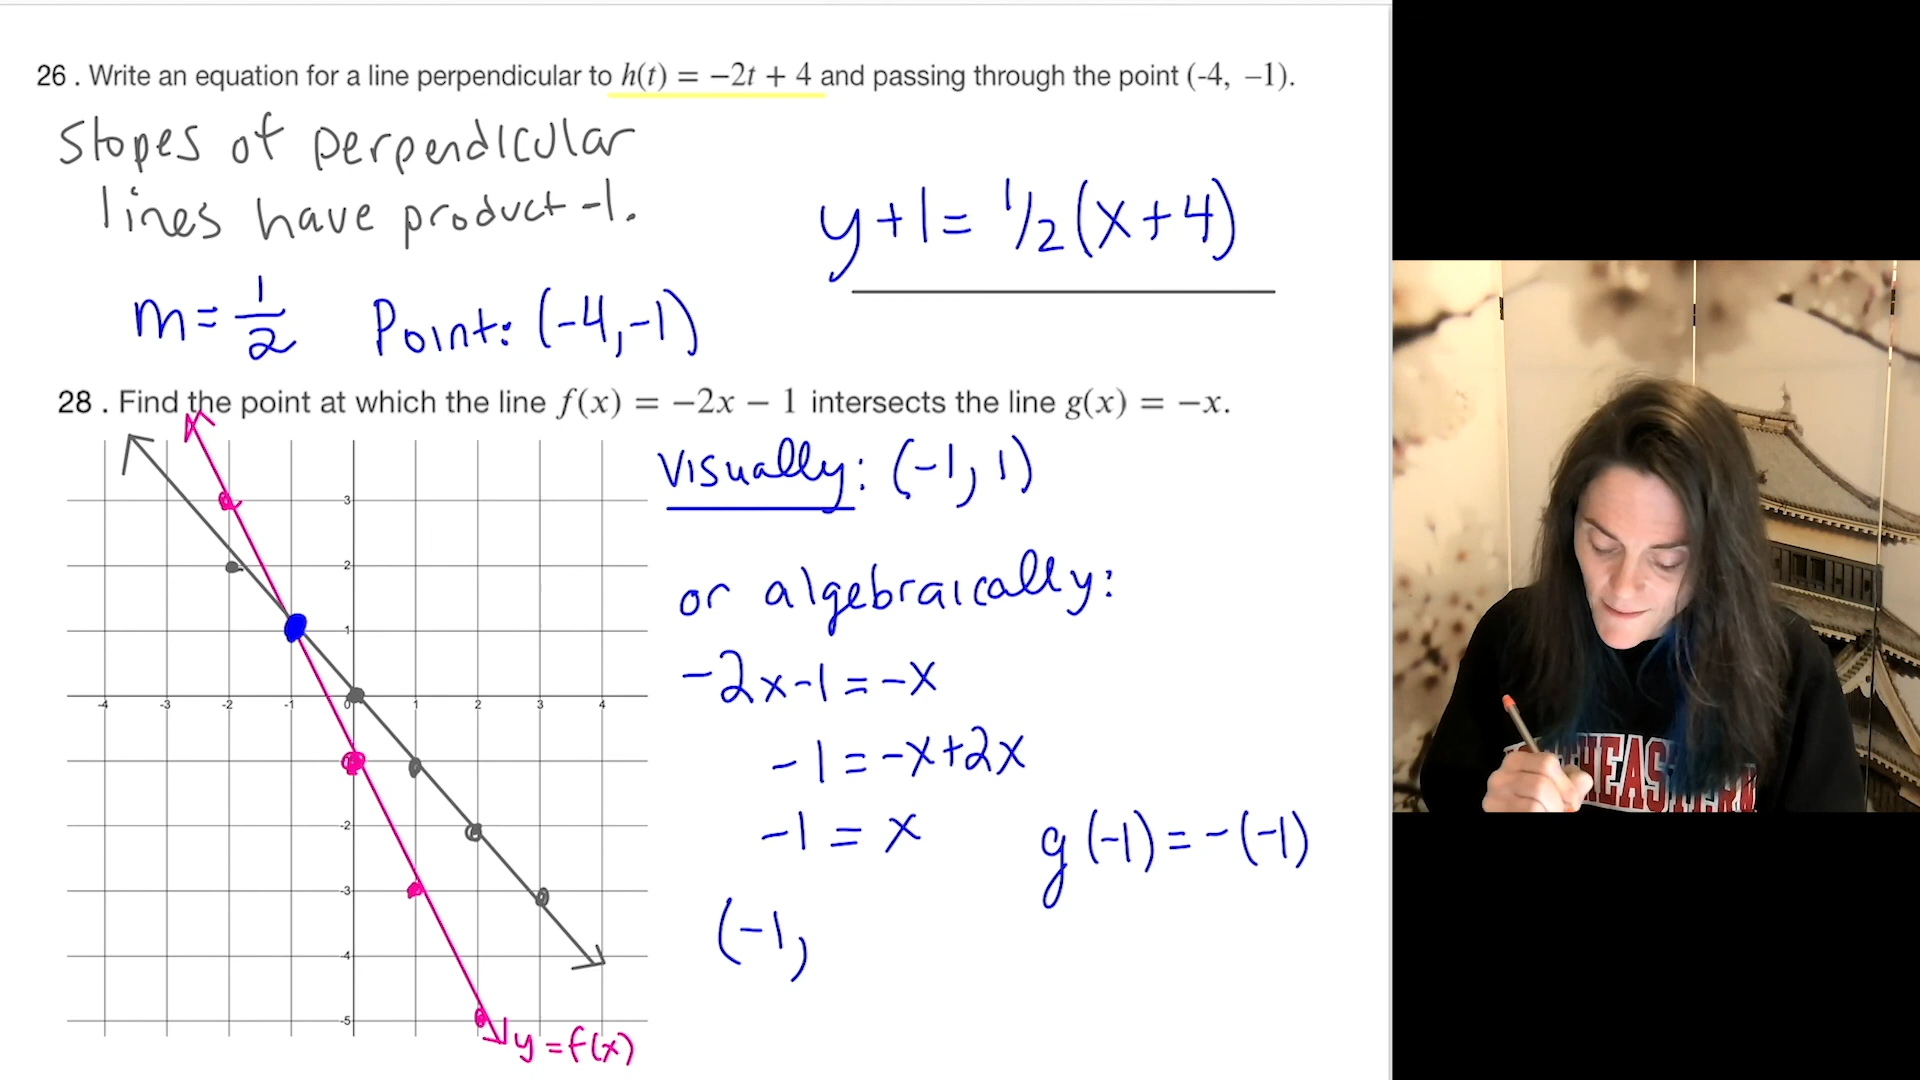 26 . Write an equation for a line perpendicular to h(t) = −2t + 4 and passing through the point (-4, −1).
Slopes of perpendicular
lines have product -1.
y+1= 1/2(x+4)
m= 1/2 Point: (-4,-1)
28 . Find the point at which the line f(x) = −2x − 1 intersects the line g(x) = −x.
Visually: (-1, 1)
or algebraically:
-2x-1=-x
-1=-x+2x
-1 = x
g(-1)=-(-1)
(-1,
3
2
1
-4 -3 -2 -1 0 1 2 3 4
-2
-3
-4
-5
y=f(x)